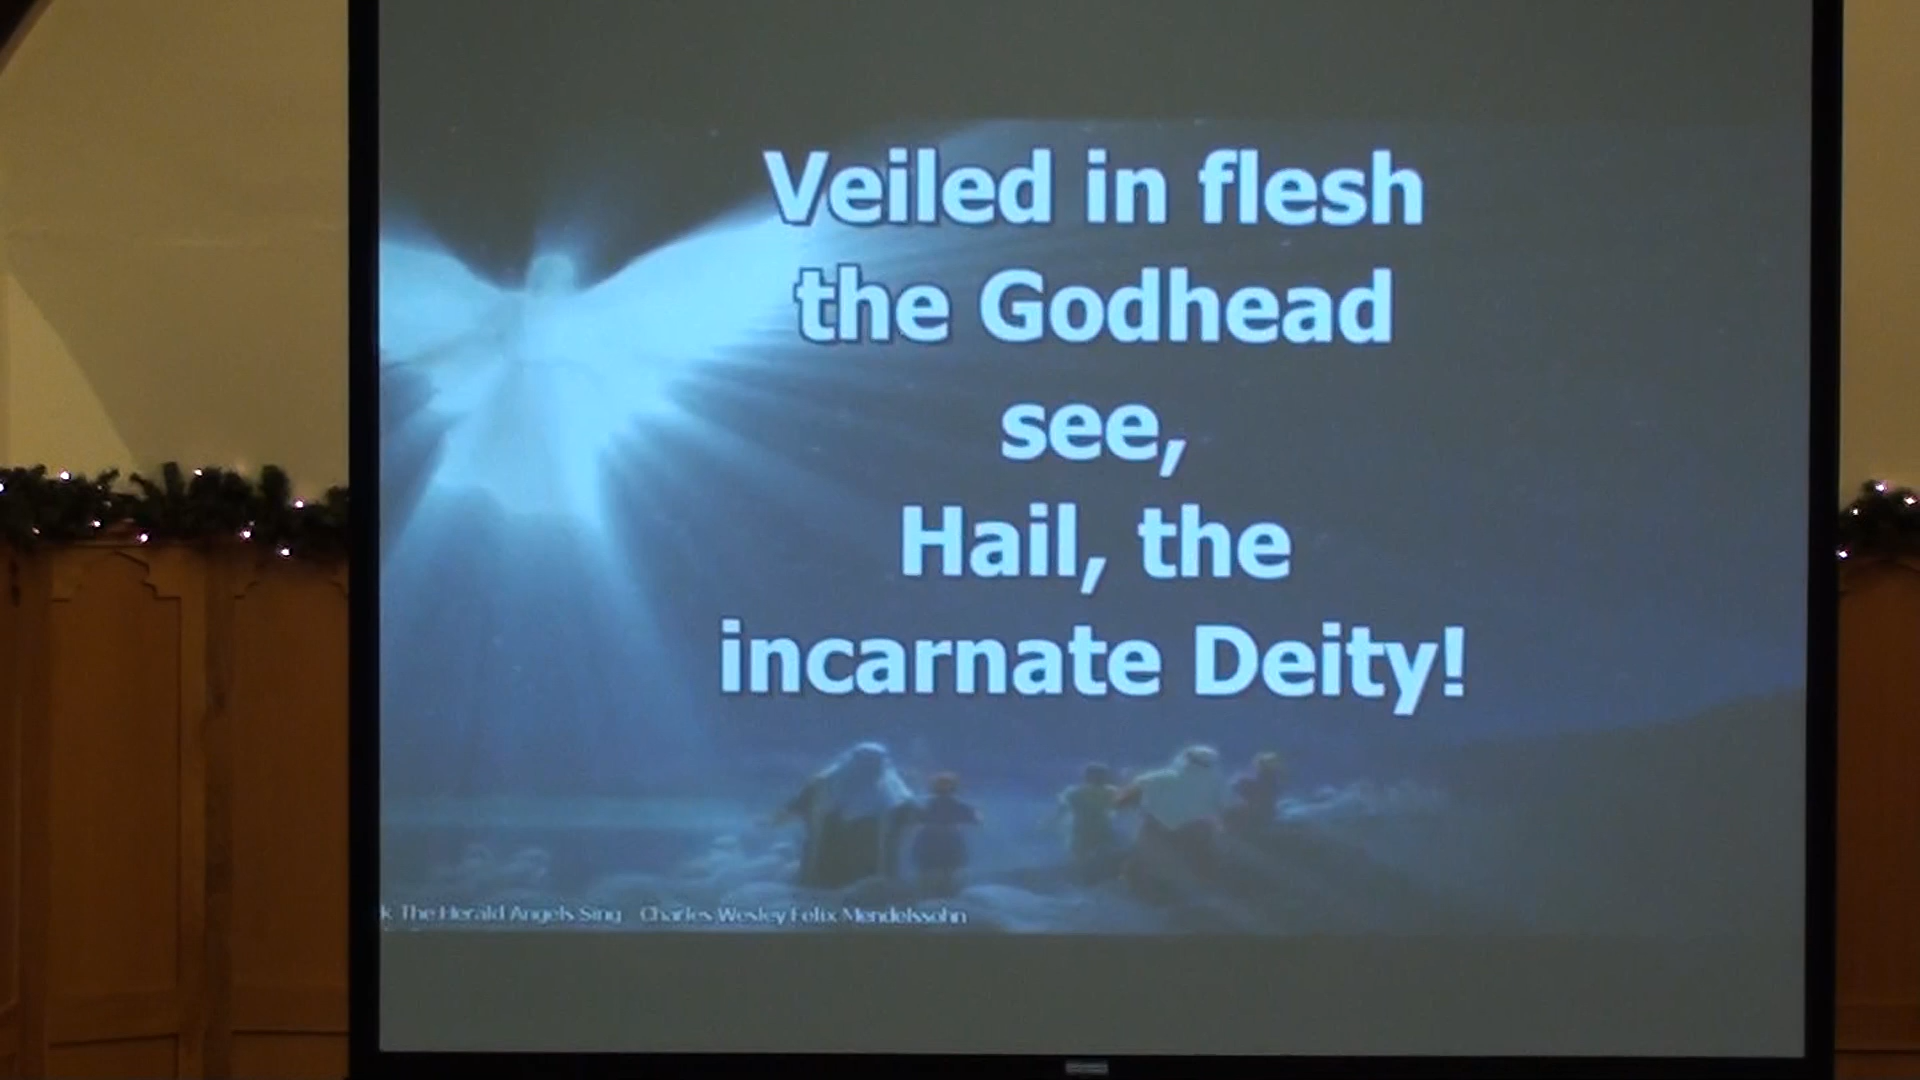 Veiled in flesh
the Godhead
see,
Hail, the
incarnate Deity!
k The Herald Angels Sing Charles Wesley Felix Mendelssohn